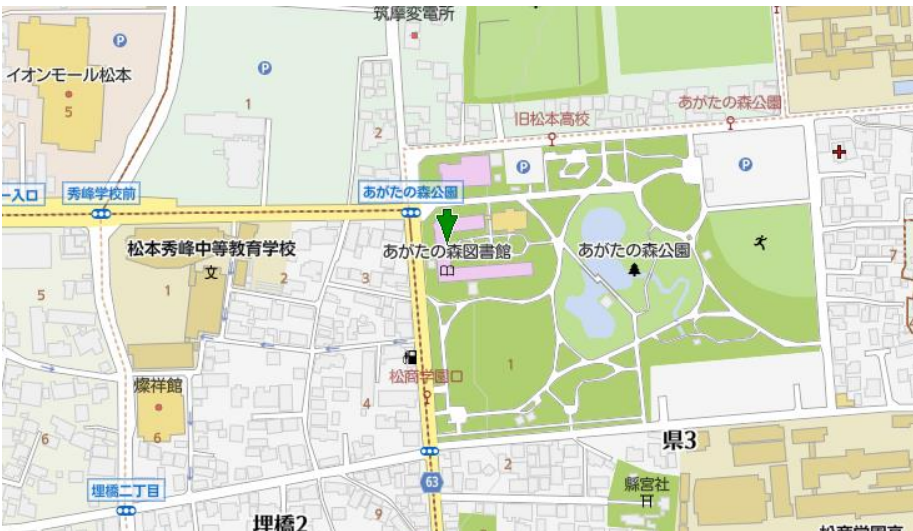 筑摩変電所
P
イオンモール松本
P
5
1
2
旧松本高校
あがたの森公園
P
P
ー入口
秀峰学校前
あがたの森公園
松本秀峰中等教育学校
文
あがたの森図書館
あがたの森公園
5
1
2
3
7
1
松商学園口
燦祥館
6
4
6
県3
63
2
埋橋二丁目
縣宮社
埋橋2
9